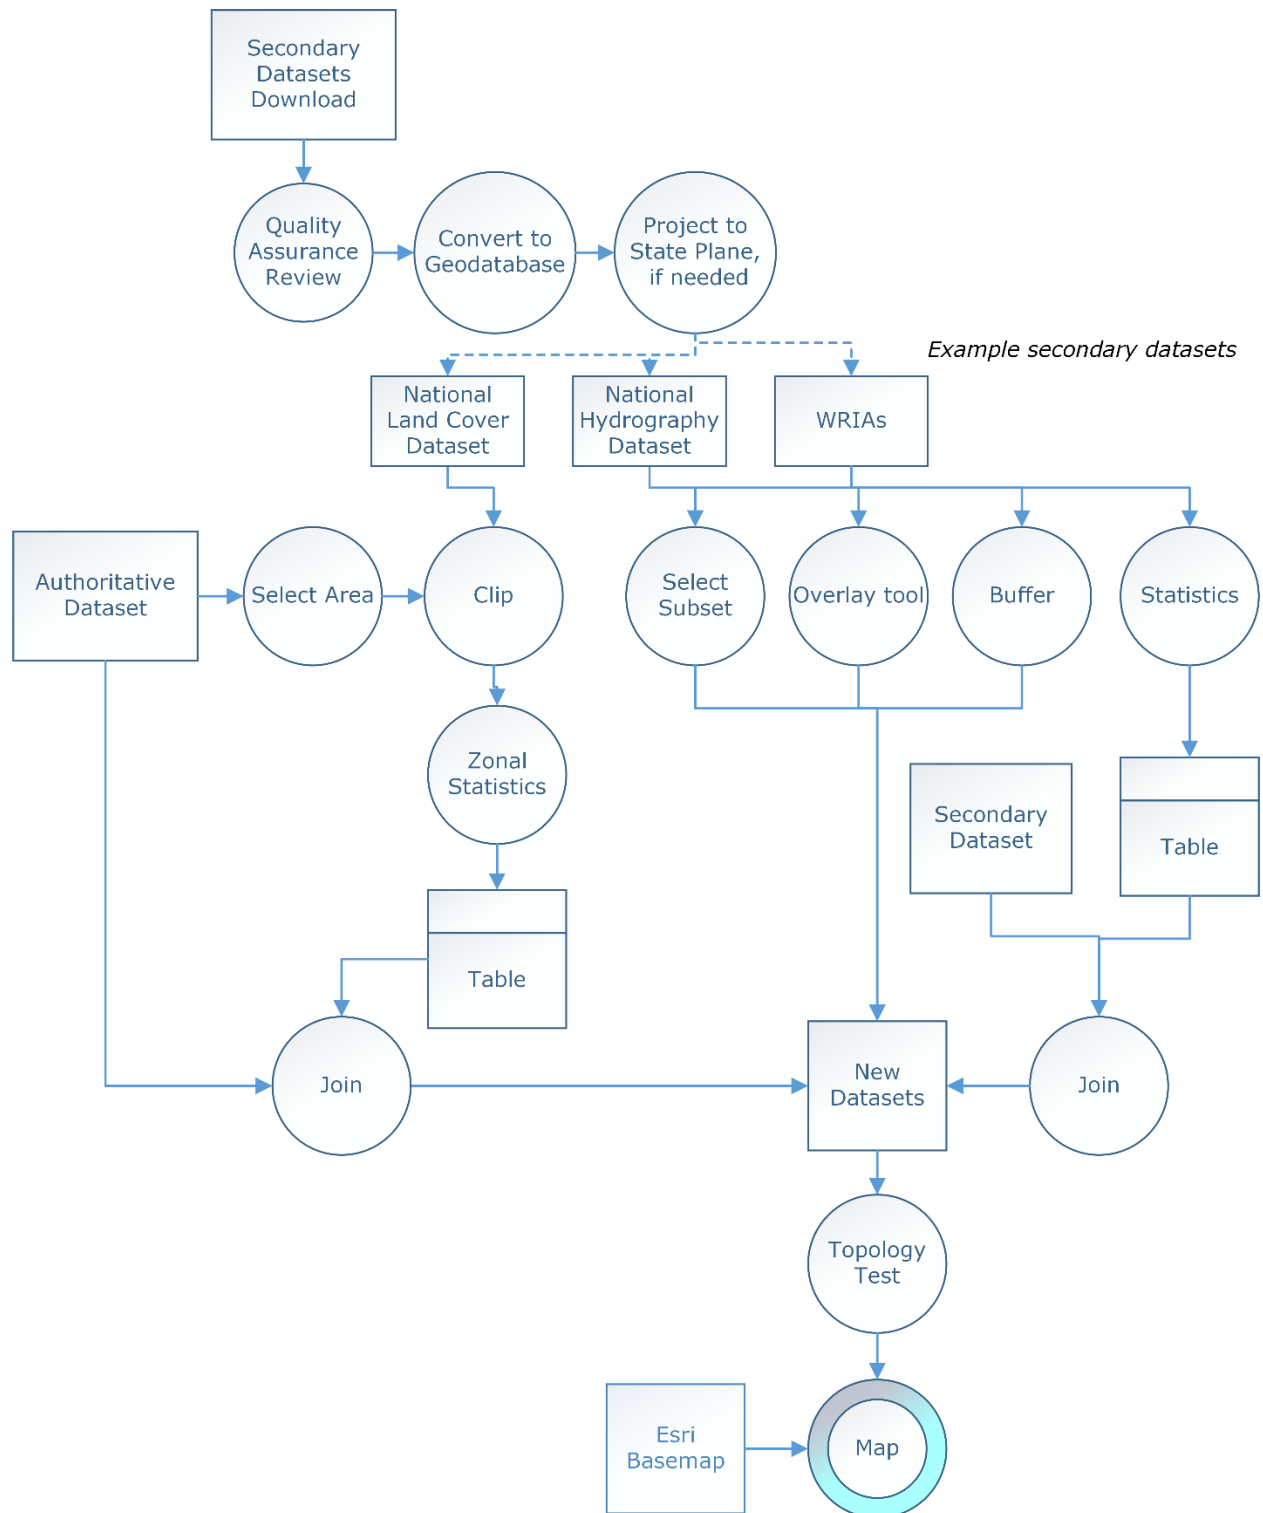 Secondary
Datasets
Download
Quality
Assurance
Review
Convert to
Geodatabase
Project to
State Plane,
if needed
Example secondary datasets
National
Land Cover
Dataset
National
Hydrography
Dataset
WRIAs
Authoritative
Dataset
Select Area
Clip
Select
Subset
Overlay tool
Buffer
Statistics
Zonal
Statistics
Secondary
Dataset
Table
Table
Join
New
Datasets
Join
Topology
Test
Esri
Basemap
Map